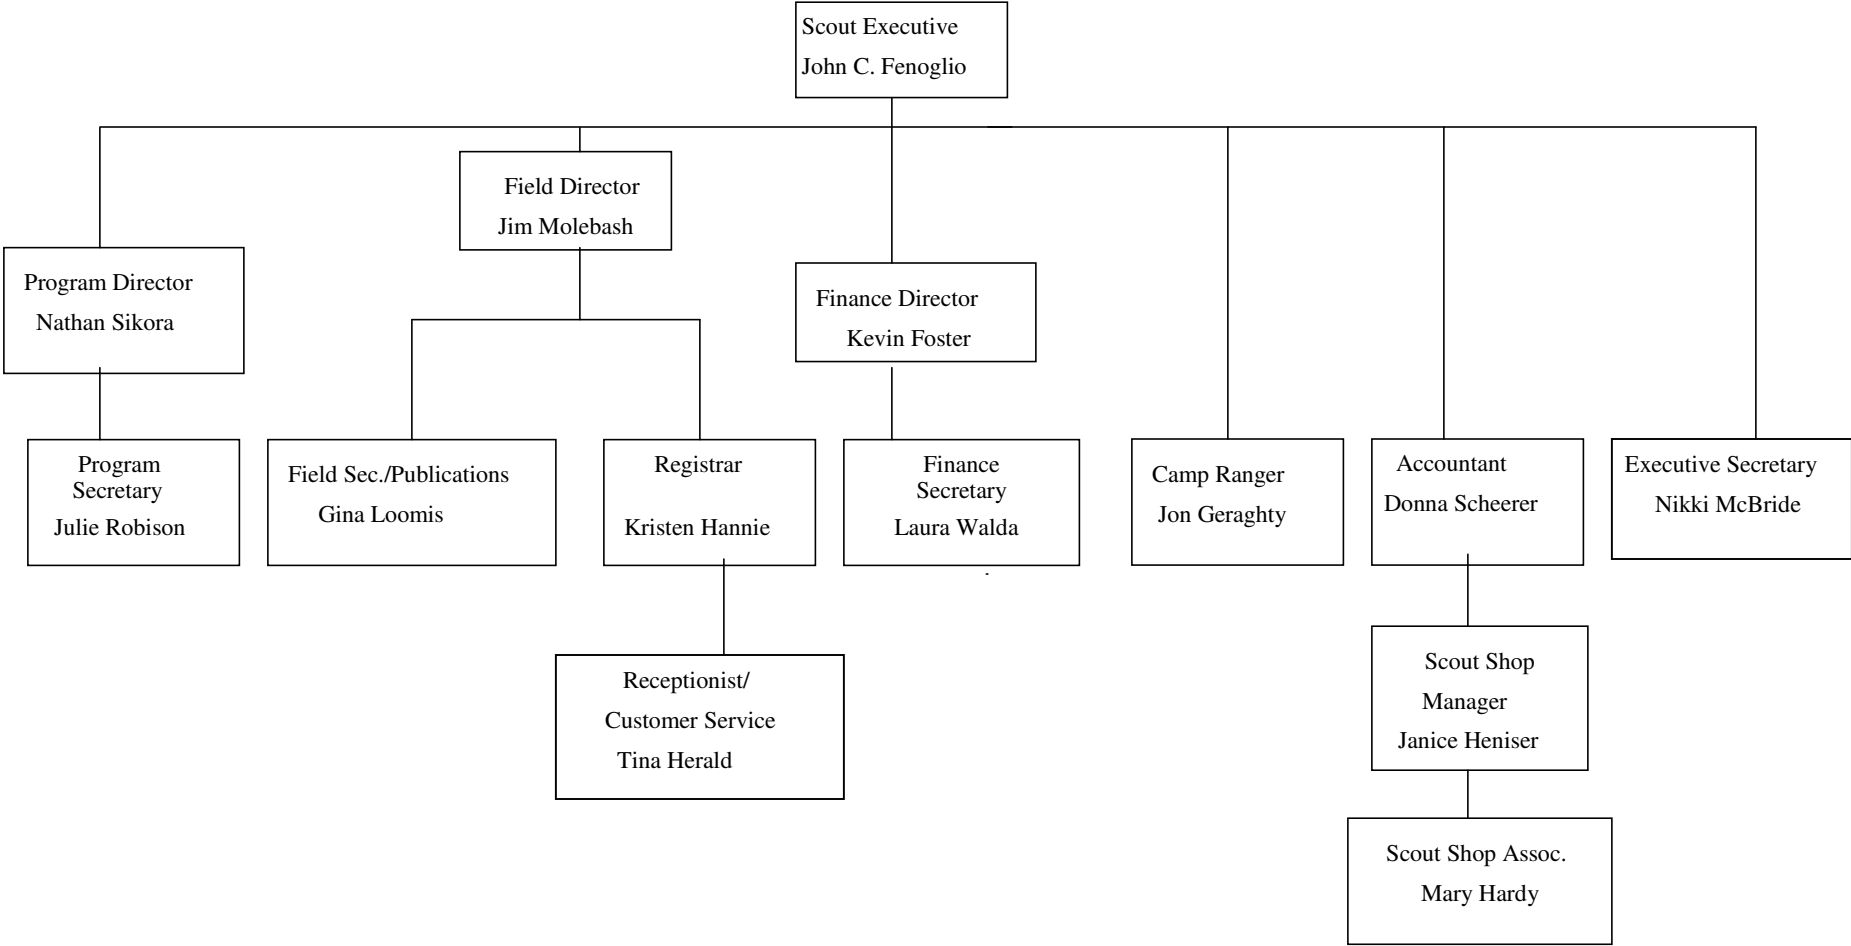 Scout Executive
John C. Fenoglio
Field Director
Jim Molebash
Program Director
Nathan Sikora
Finance Director
Kevin Foster
Program
Secretary
Julie Robison
Field Sec./Publications
Gina Loomis
Registrar
Kristen Hannie
Finance
Secretary
Laura Walda
Camp Ranger
Jon Geraghty
Accountant
Donna Scheerer
Executive Secretary
Nikki McBride
Receptionist/
Customer Service
Tina Herald
Scout Shop
Manager
Janice Heniser
Scout Shop Assoc.
Mary Hardy